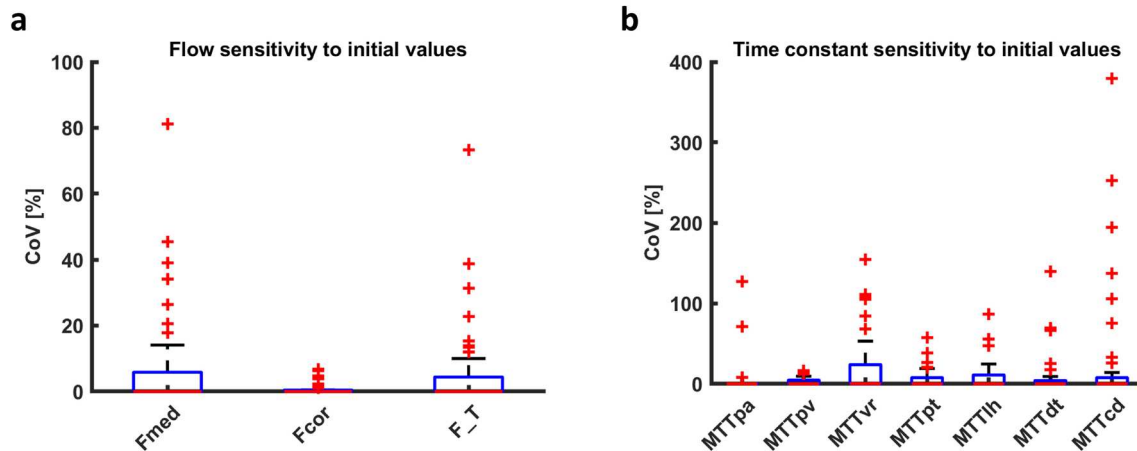 a
Flow sensitivity to initial values
100
80
60
40
20
0
CoV [%]
Fmed
Fcor
F_T
b
Time constant sensitivity to initial values
400
300
200
100
0
CoV [%]
MTTpa
MTTpv
MTTvr
MTTpt
MTTlh
MTTdt
MTTcd